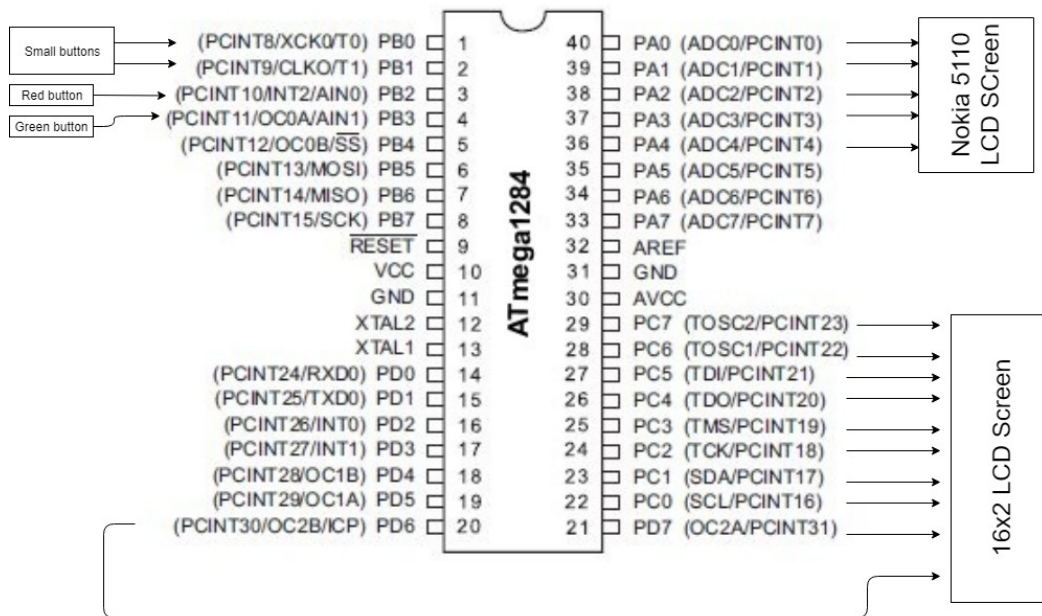 Small buttons
Red button
Green button
(PCINT8/XCK0/T0) PB0 1
(PCINT9/CLKO/T1) PB1 2
(PCINT10/INT2/AIN0) PB2 3
(PCINT11/OC0A/AIN1) PB3 4
(PCINT12/OC0B/SS) PB4 5
(PCINT13/MOSI) PB5 6
(PCINT14/MISO) PB6 7
(PCINT15/SCK) PB7 8
RESET 9
VCC 10
GND 11
XTAL2 12
XTAL1 13
(PCINT24/RXD0) PD0 14
(PCINT25/TXD0) PD1 15
(PCINT26/INT0) PD2 16
(PCINT27/INT1) PD3 17
(PCINT28/OC1B) PD4 18
(PCINT29/OC1A) PD5 19
(PCINT30/OC2B/ICP) PD6 20
ATmega1284
40 PA0 (ADC0/PCINT0)
39 PA1 (ADC1/PCINT1)
38 PA2 (ADC2/PCINT2)
37 PA3 (ADC3/PCINT3)
36 PA4 (ADC4/PCINT4)
35 PA5 (ADC5/PCINT5)
34 PA6 (ADC6/PCINT6)
33 PA7 (ADC7/PCINT7)
32 AREF
31 GND
30 AVCC
29 PC7 (TOSC2/PCINT23)
28 PC6 (TOSC1/PCINT22)
27 PC5 (TDI/PCINT21)
26 PC4 (TDO/PCINT20)
25 PC3 (TMS/PCINT19)
24 PC2 (TCK/PCINT18)
23 PC1 (SDA/PCINT17)
22 PC0 (SCL/PCINT16)
21 PD7 (OC2A/PCINT31)
Nokia 5110
LCD SCreen
16x2 LCD Screen